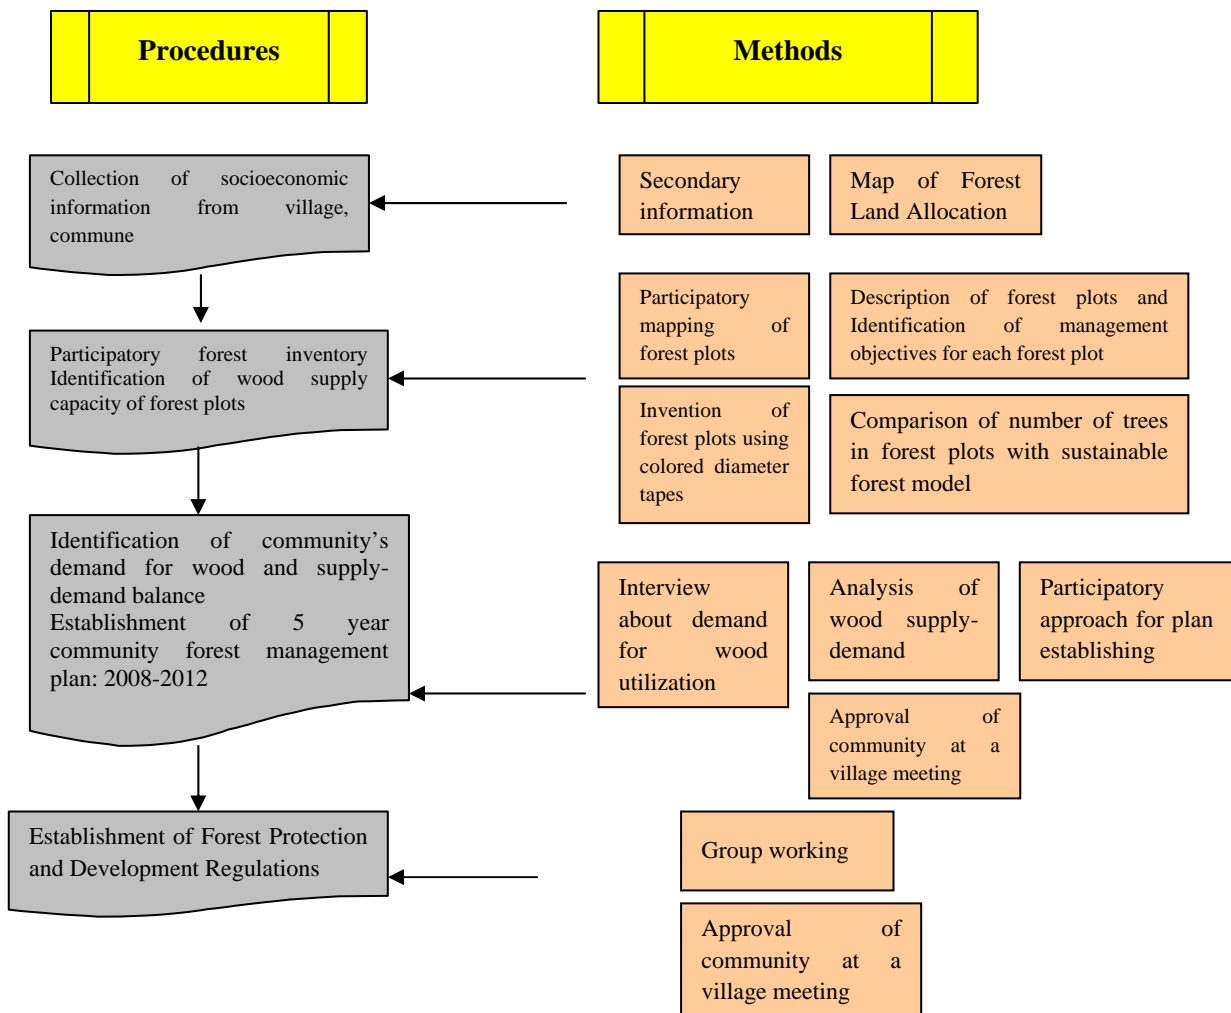 Procedures
Methods
Collection of socioeconomic
information from village,
commune
Secondary
information
Map of Forest
Land Allocation
Participatory forest inventory
Identification of wood supply
capacity of forest plots
Participatory
mapping of
forest plots
Description of forest plots and
Identification of management
objectives for each forest plot
Invention of
forest plots using
colored diameter
tapes
Comparison of number of trees
in forest plots with sustainable
forest model
Identification of community’s
demand for wood and supply-
demand balance
Establishment of 5 year
community forest management
plan: 2008-2012
Interview
about demand
for wood
utilization
Analysis of
wood supply-
demand
Participatory
approach for plan
establishing
Approval of
community at a
village meeting
Establishment of Forest Protection
and Development Regulations
Group working
Approval of
community at a
village meeting